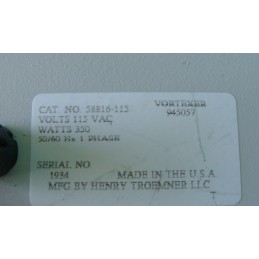 CAT. NO. 58816-115 VORTEXER
VOLTS 115 VAC 945057
WATTS 350
50/60 Hz 1 PHASE
SERIAL NO
1934 MADE IN THE U.S.A
MFG BY HENRY TROEMNER LLC
T